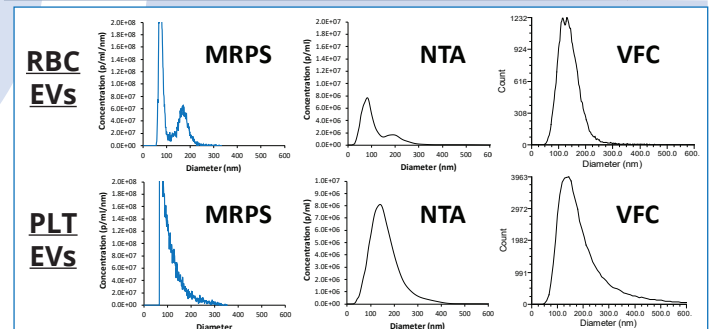 RBC
EVs
Concentration (p/ml/nm)
2.0E+08
1.8E+08
1.6E+08
1.4E+08
1.2E+08
1.0E+08
8.0E+07
6.0E+07
4.0E+07
2.0E+07
0.0E+00
MRPS
0 100 200 300 400 500 600
Diameter (nm)
Concentration (p/ml)
2.0E+07
1.8E+07
1.6E+07
1.4E+07
1.2E+07
1.0E+07
8.0E+06
6.0E+06
4.0E+06
2.0E+06
0.0E+00
NTA
0 100 200 300 400 500 60
Diameter (nm)
Count
1232
924
616
308
0
VFC
0 100.0 200.0 300.0 400.0 500.0 600.
Diameter (nm)
PLT
EVs
Concentration (p/ml/nm)
2.0E+08
1.8E+08
1.6E+08
1.4E+08
1.2E+08
1.0E+08
8.0E+07
6.0E+07
4.0E+07
2.0E+07
0.0E+00
MRPS
0 100 200 300 400 500 600
Diameter
Concentration (p/ml)
1.0E+07
9.0E+06
8.0E+06
7.0E+06
6.0E+06
5.0E+06
4.0E+06
3.0E+06
2.0E+06
1.0E+06
0.0E+00
NTA
0 100 200 300 400 500 600
Diameter (nm)
Count
3963
2972
1982
991
0
VFC
0 100.0 200.0 300.0 400.0 500.0 600.
Diameter (nm)